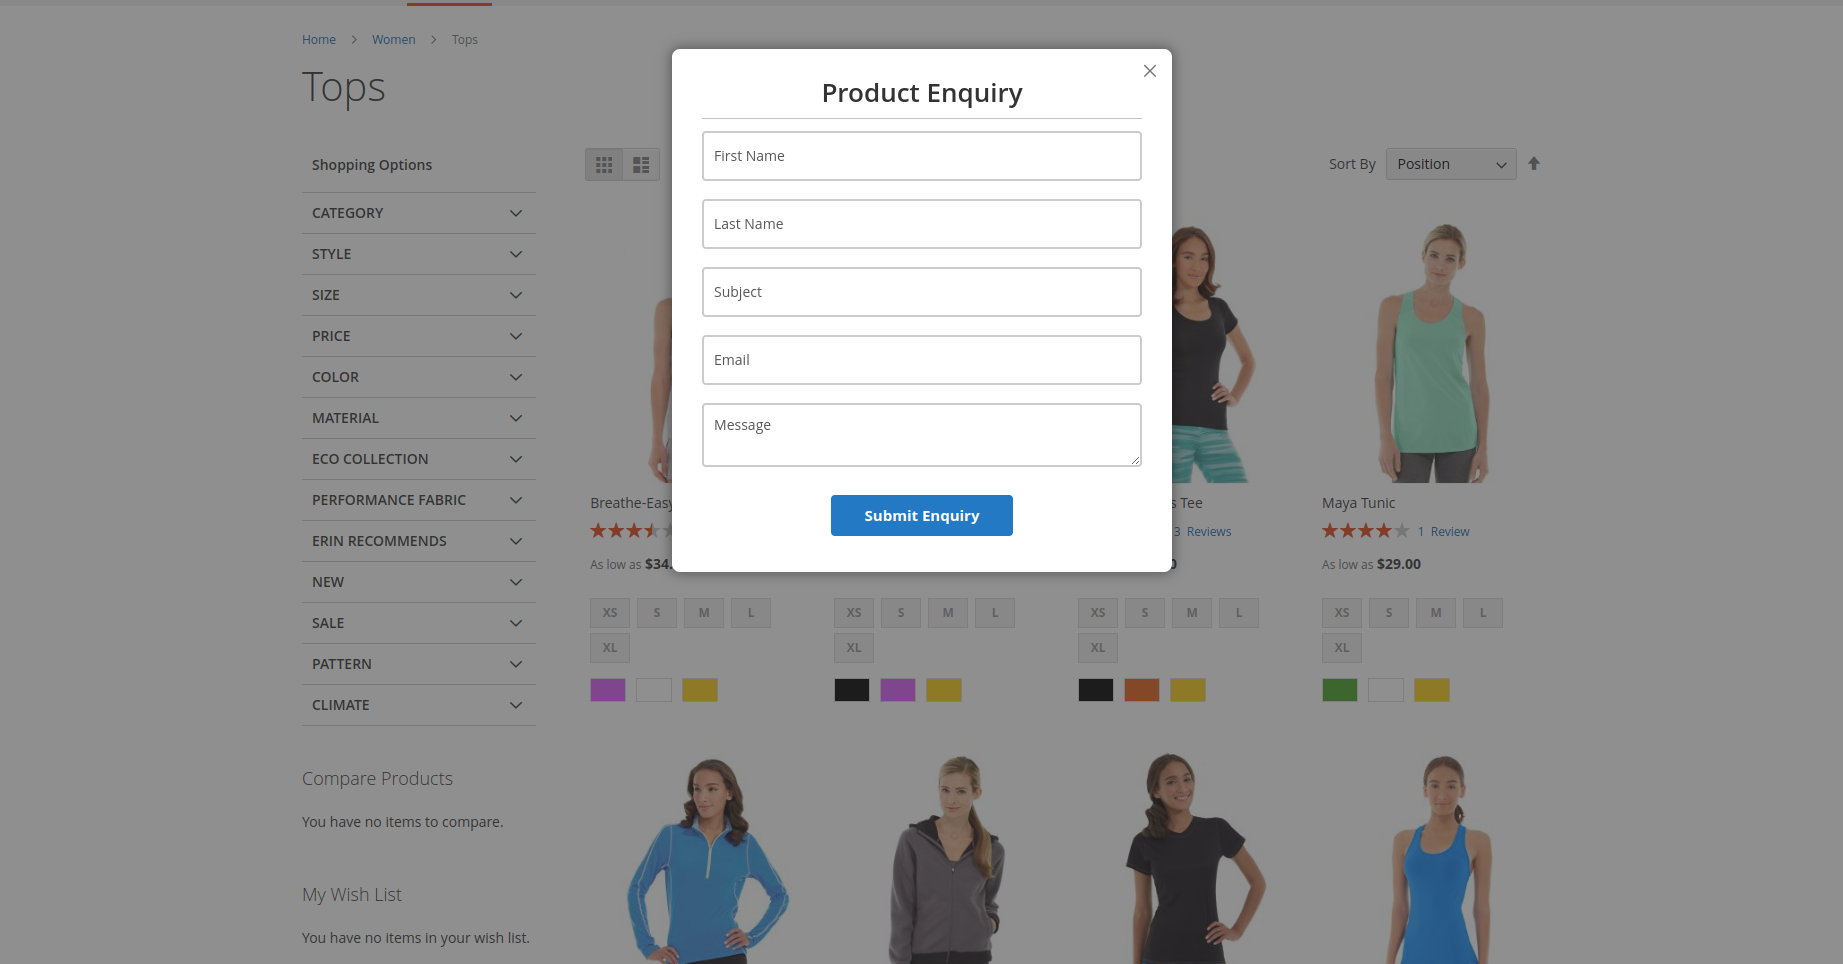 Home > Women > Tops
Tops
Product Enquiry
First Name
Last Name
Subject
Email
Message
Submit Enquiry
Shopping Options
CATEGORY
STYLE
SIZE
PRICE
COLOR
MATERIAL
ECO COLLECTION
PERFORMANCE FABRIC
ERIN RECOMMENDS
NEW
SALE
PATTERN
CLIMATE
Compare Products
You have no items to compare.
My Wish List
You have no items in your wish list.
Sort By Position
Breathe-Easy
As low as $34.
XS S M L
XL
XS S M L
XL
Tee
3 Reviews
XS S M L
XL
Maya Tunic
1 Review
As low as $29.00
XS S M L
XL